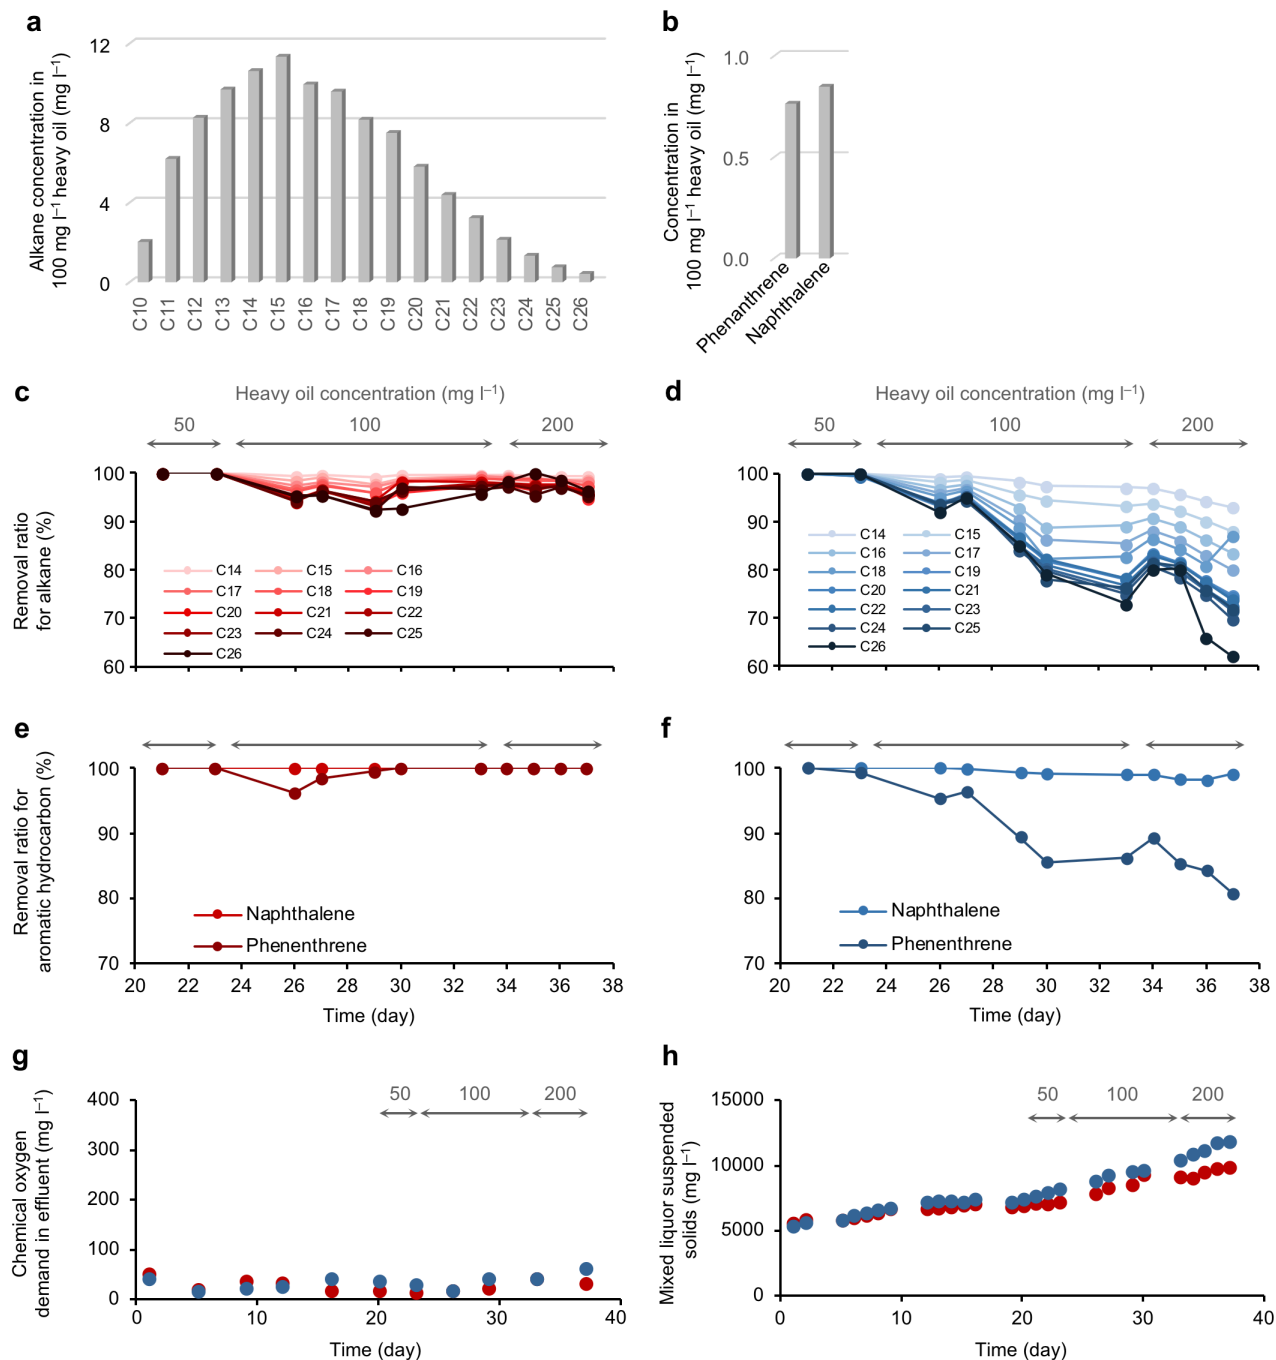 a
Alkane concentration in
100 mg l⁻¹ heavy oil (mg l⁻¹)
12
8
4
0
C10 C11 C12 C13 C14 C15 C16 C17 C18 C19 C20 C21 C22 C23 C24 C25 C26
b
Concentration in
100 mg l⁻¹ heavy oil (mg l⁻¹)
1.0
0.5
0.0
Phenanthrene
Naphthalene
c
Heavy oil concentration (mg l⁻¹)
50 100 200
Removal ratio
for alkane (%)
100
90
80
70
60
C14 C15 C16
C17 C18 C19
C20 C21 C22
C23 C24 C25
C26
d
Heavy oil concentration (mg l⁻¹)
50 100 200
100
90
80
70
60
C14 C15
C16 C17
C18 C19
C20 C21
C22 C23
C24 C25
C26
e
Removal ratio for
aromatic hydrocarbon (%)
100
90
80
70
Naphthalene
Phenenthrene
20 22 24 26 28 30 32 34 36 38
Time (day)
f
100
90
80
70
Naphthalene
Phenenthrene
20 22 24 26 28 30 32 34 36 38
Time (day)
g
Chemical oxygen
demand in effluent (mg l⁻¹)
50 100 200
400
300
200
100
0
0 10 20 30 40
Time (day)
h
Mixed liquor suspended
solids (mg l⁻¹)
50 100 200
15000
10000
5000
0
0 10 20 30 40
Time (day)